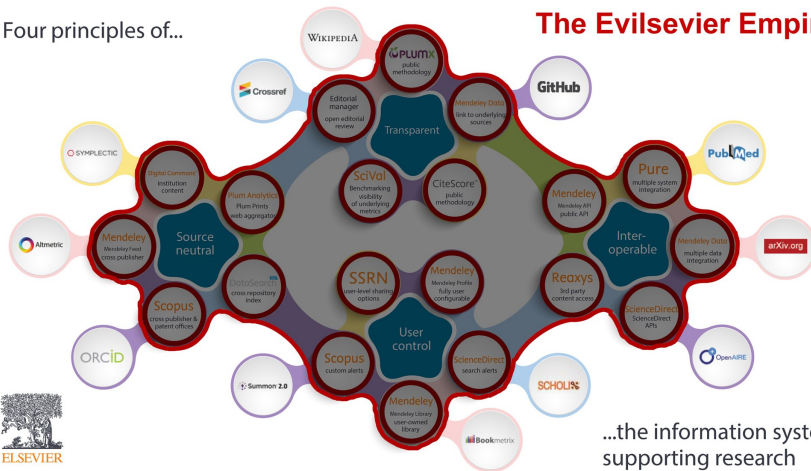 Four principles of...
The Evilsevier Empi
WIKIPEDIA
PLUMX
public
methodology
Crossref
Editorial
manager
open editorial
review
Transparent
Mendeley Data
link to underlying
sources
GitHub
SciVal
Benchmarking
visibility
of underlying
metrics
CiteScore™
public
methodology
SYMPLECTIC
Digital Commons
institution
content
Plum Analytics
Plum Prints
web aggregator
Altmetric
Mendeley
Mendeley Feed
cross publisher
Source
neutral
DataSearch
cross repository
index
Scopus
cross publisher &
patent offices
ORCID
Pure
multiple system
integration
PubMed
Mendeley
Mendeley API
public API
Inter-
operable
Mendeley Data
multiple data
integration
arXiv.org
Reaxys
3rd party
content access
ScienceDirect
ScienceDirect
APIs
OpenAIRE
SSRN
user-level sharing
options
Mendeley
Mendeley Profile
fully user
configurable
User
control
Scopus
custom alerts
ScienceDirect
search alerts
Summon 2.0
Mendeley
Mendeley Library
user-owned
library
SCHOLIX
Bookmetrix
ELSEVIER
...the information syste
supporting research